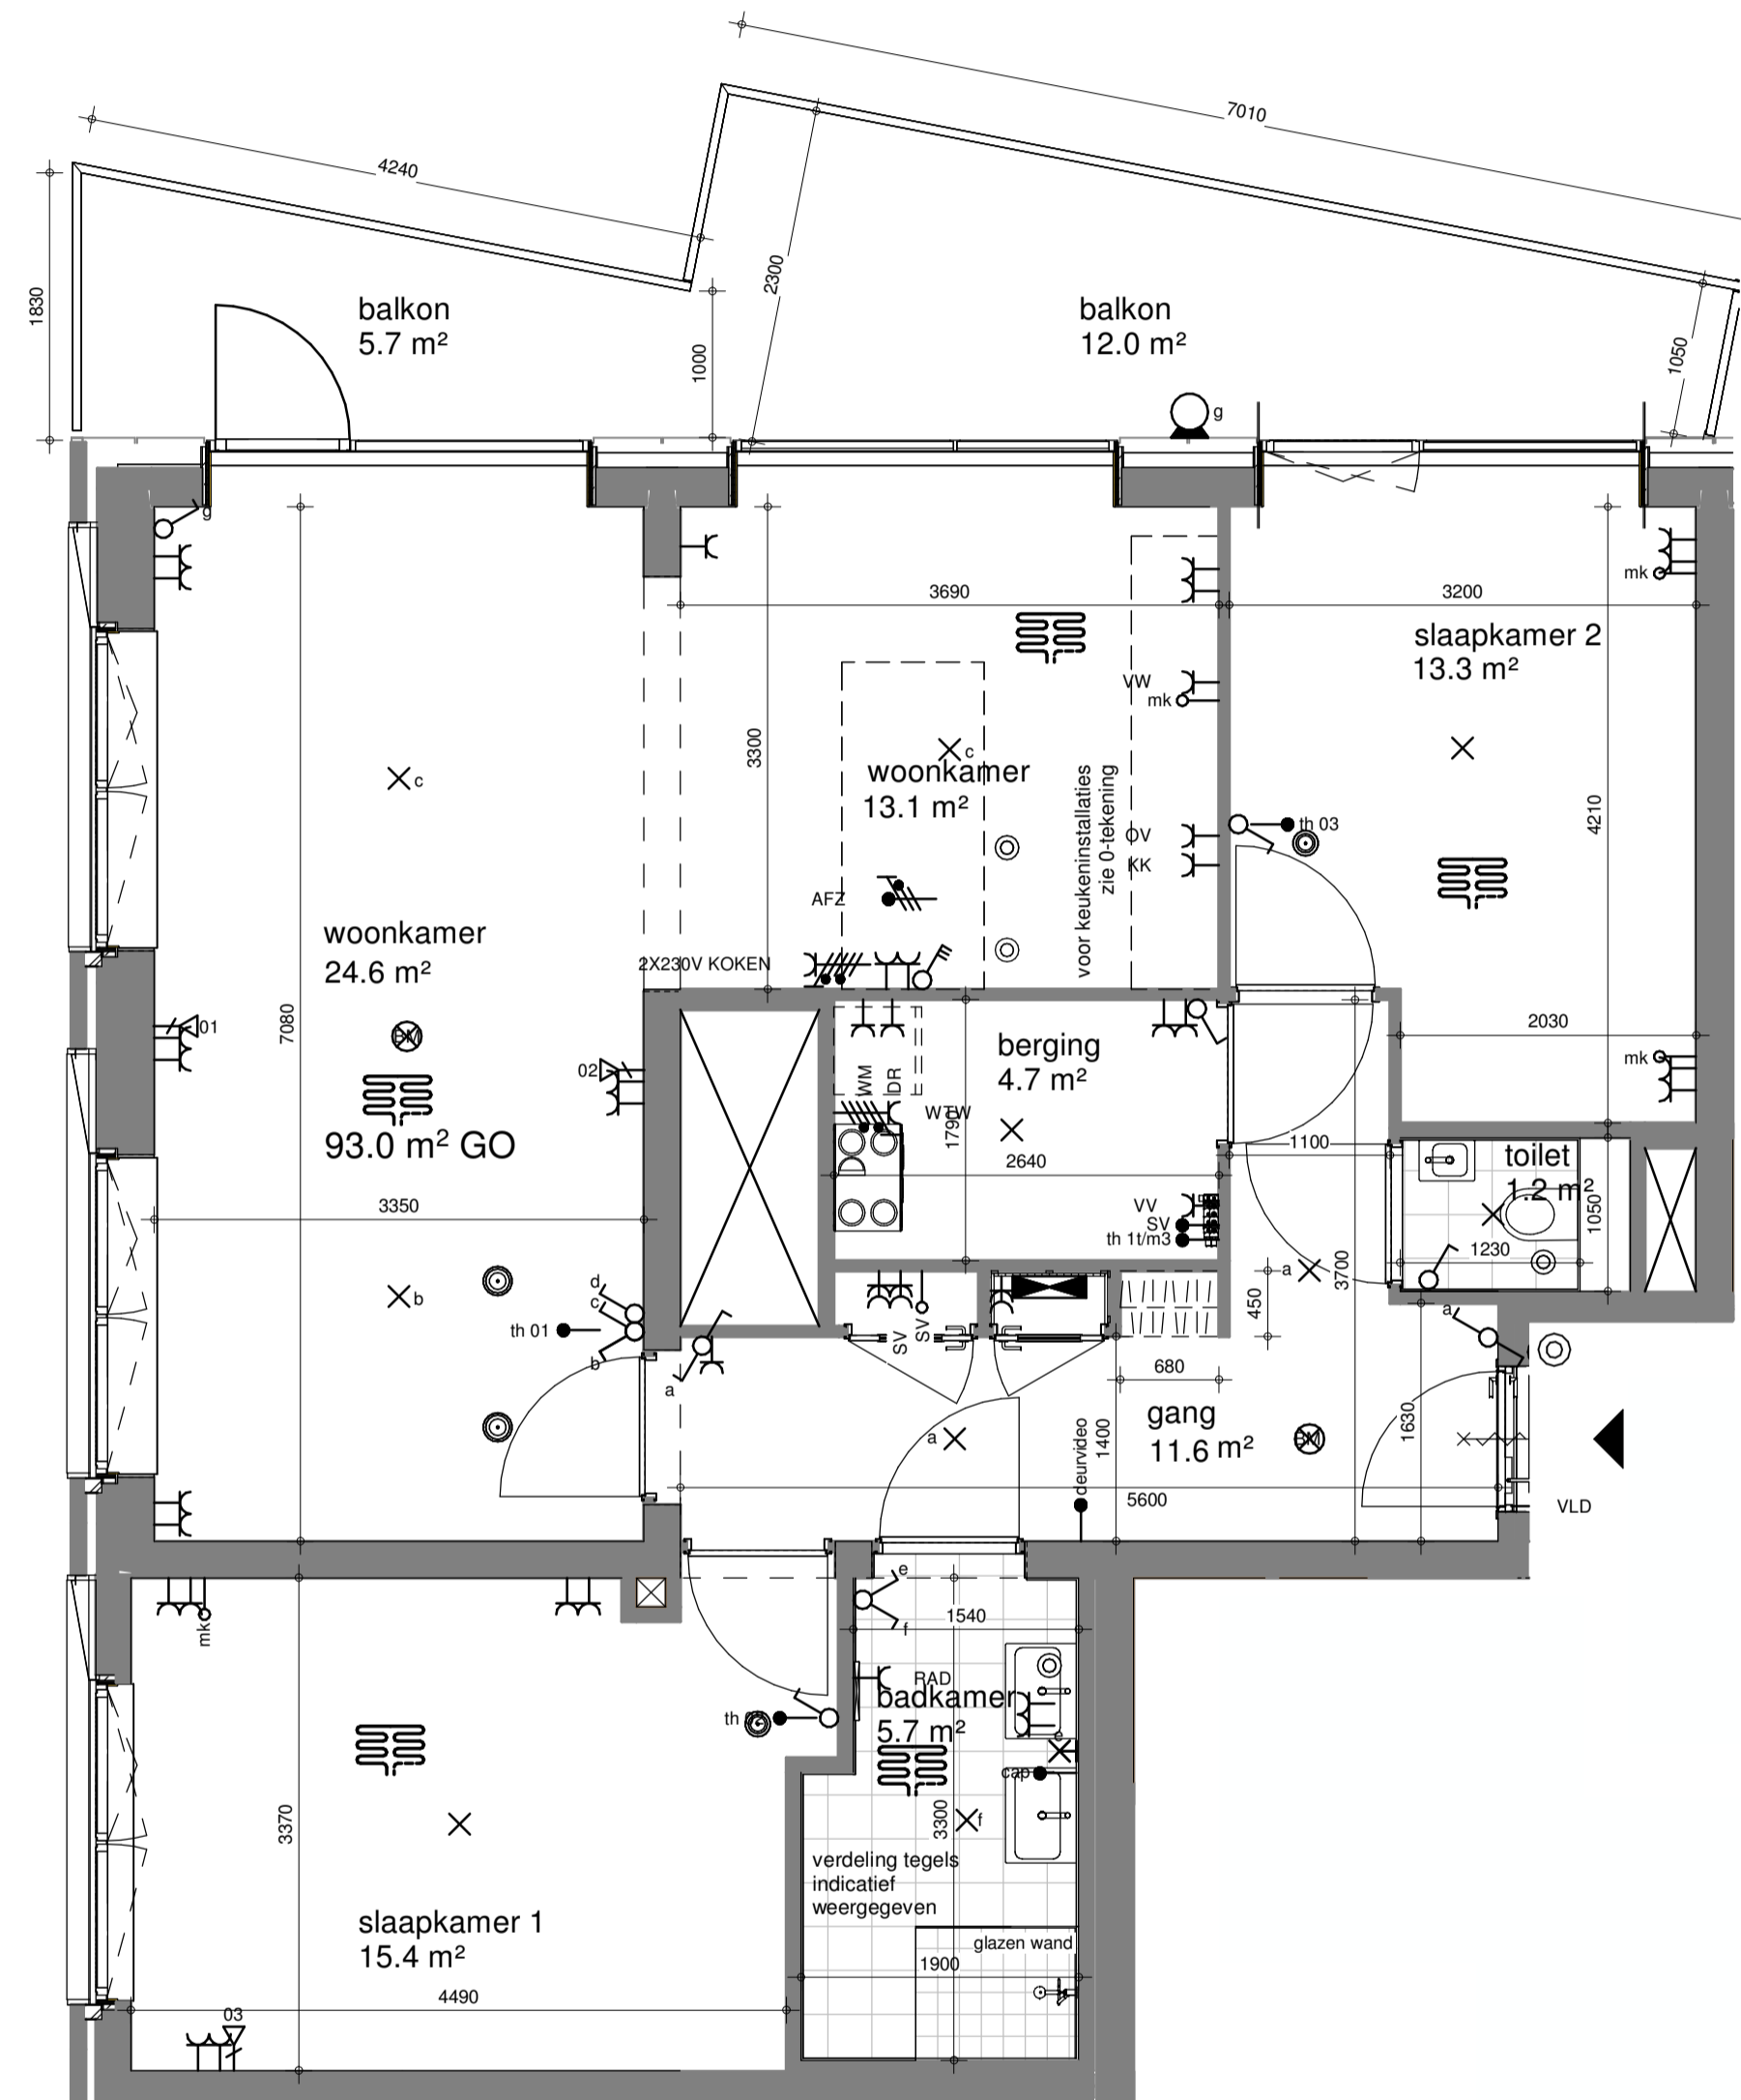 7010
4240
2300
1830
balkon
5.7 m²
balkon
12.0 m²
1000
1050
g
g
3690
3200
mk
slaapkamer 2
13.3 m²
VW
mk
c
c
woonkamer
13.1 m²
3300
voor keukeninstallaties
zie 0-tekening
4210
th 03
OV
KK
AFZ
woonkamer
24.6 m²
2X230V KOKEN
7080
01
BM
02
93.0 m² GO
berging
4.7 m²
WM
DR
WTW
1790
2640
2030
mk
1100
toilet
1.2 m²
1050
1230
3350
VV
SV
th 1t/m3
3700
a
450
a
b
d
c
th 01
b
a
SV
SV
680
gang
11.6 m²
BM
1630
1400
a
deurvideo
5600
VLD
mk
e
f
1540
RAD
badkamer
5.7 m²
th
e
cap
3300
f
3370
verdeling tegels
indicatief
weergegeven
slaapkamer 1
15.4 m²
glazen wand
1900
4490
03